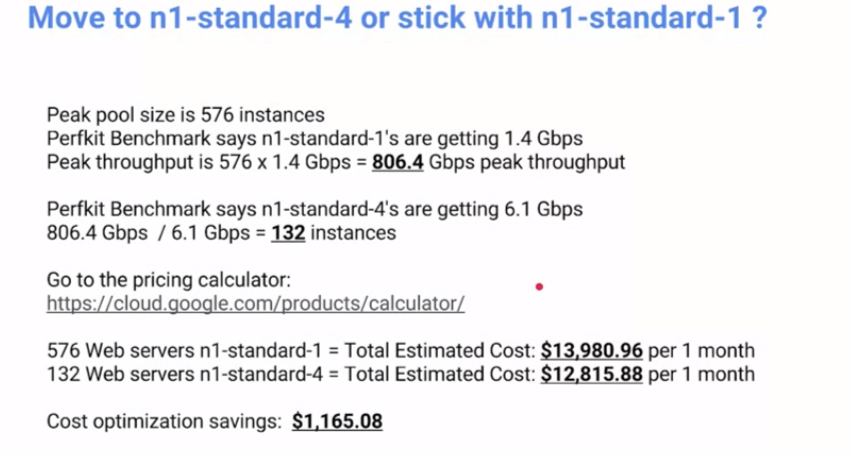 Move to n1-standard-4 or stick with n1-standard-1 ?
Peak pool size is 576 instances
Perfkit Benchmark says n1-standard-1's are getting 1.4 Gbps
Peak throughput is 576 x 1.4 Gbps = 806.4 Gbps peak throughput
Perfkit Benchmark says n1-standard-4's are getting 6.1 Gbps
806.4 Gbps / 6.1 Gbps = 132 instances
Go to the pricing calculator:
https://cloud.google.com/products/calculator/
576 Web servers n1-standard-1 = Total Estimated Cost: $13,980.96 per 1 month
132 Web servers n1-standard-4 = Total Estimated Cost: $12,815.88 per 1 month
Cost optimization savings: $1,165.08